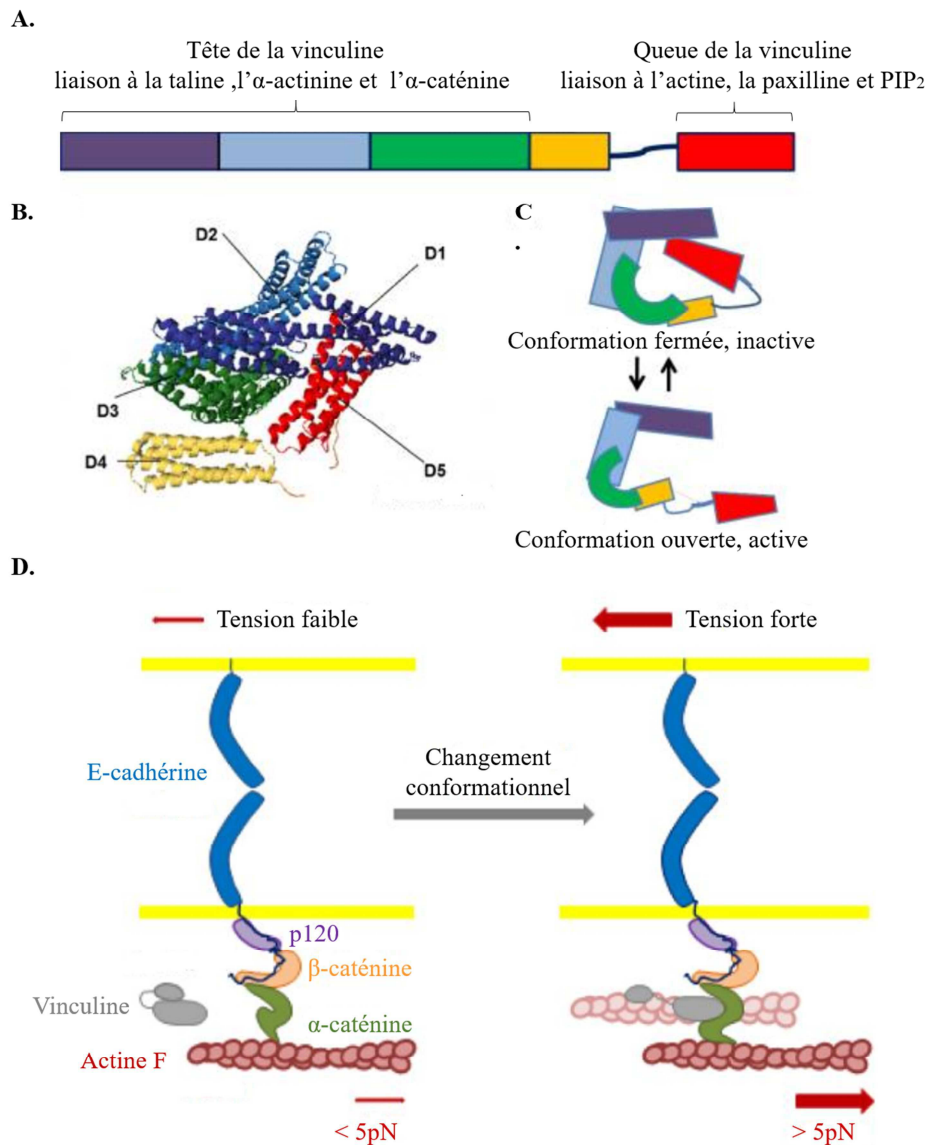 A.
Tête de la vinculine
liaison à la taline ,l'α-actinine et l'α-caténine
Queue de la vinculine
liaison à l'actine, la paxilline et PIP2
B.
D2
D1
D3
D4
D5
C
.
Conformation fermée, inactive
Conformation ouverte, active
D.
Tension faible
Tension forte
E-cadhérine
Changement
conformationnel
p120
β-caténine
Vinculine
α-caténine
Actine F
< 5pN
> 5pN